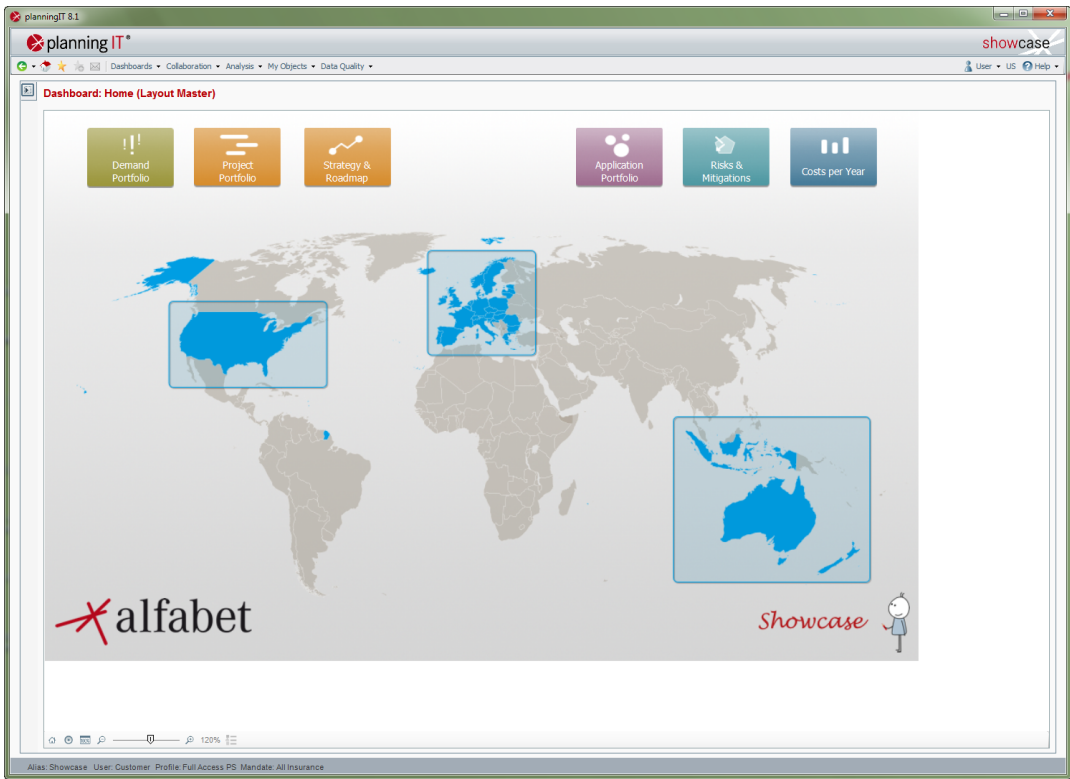 planningIT 8.1
planning IT®
showcase
Dashboards Collaboration Analysis My Objects Data Quality
User US Help
Dashboard: Home (Layout Master)
Demand
Portfolio
Project
Portfolio
Strategy &
Roadmap
Application
Portfolio
Risks &
Mitigations
Costs per Year
alfabet
Showcase
120%
Alias: Showcase User: Customer Profile: Full Access PS Mandate: All Insurance